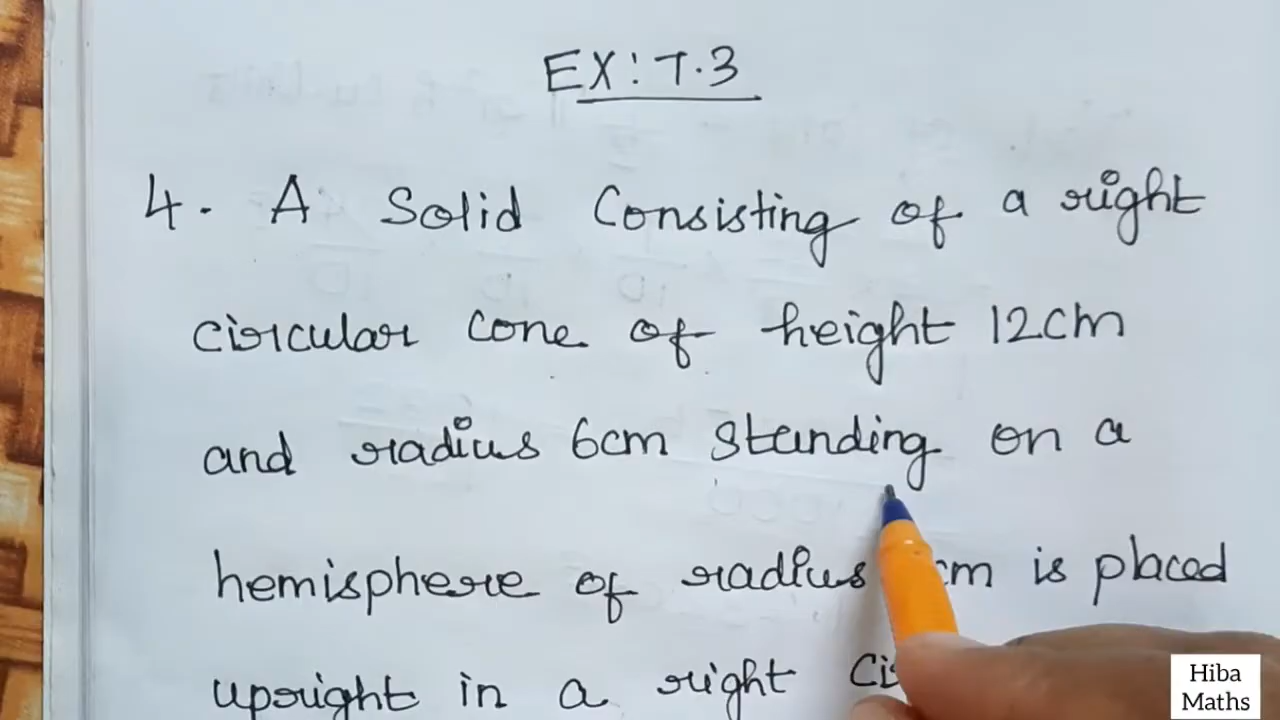 EX: 7.3
4. A Solid Consisting of a right
circular cone of height 12cm
and radius 6cm standing on a
hemisphere of radius cm is placed
upright in a right
Hiba
Maths